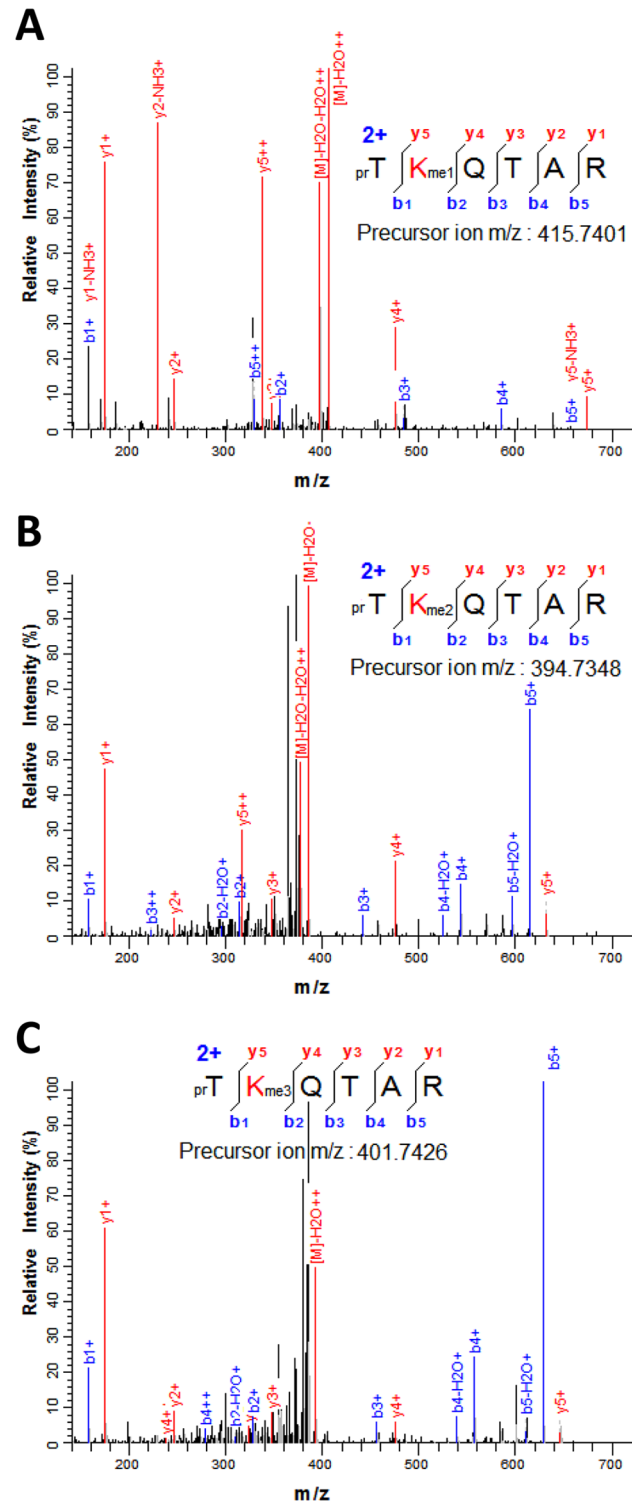 A
Relative Intensity (%)
0 10 20 30 40 50 60 70 80 90 100
b1+
y1-NH3+
y1+
y2-NH3+
y2+
b5++
y5++
b2+
[M]-H2O-H2O++
[M]-H2O++
y4+
b3+
b4+
b5+
y5-NH3+
y5+
2+ y5 y4 y3 y2 y1
prT Kme1 Q T A R
b1 b2 b3 b4 b5
Precursor ion m/z : 415.7401
200 300 400 500 600 700
m/z
B
Relative Intensity (%)
0 10 20 30 40 50 60 70 80 90 100
b1+
y1+
b3++
y2+
b2-H2O+
b2+
y5++
y3+
[M]-H2O-H2O++
[M]-H2O·
b3+
y4+
b4-H2O+
b4+
b5-H2O+
b5+
y5+
2+ y5 y4 y3 y2 y1
prT Kme2 Q T A R
b1 b2 b3 b4 b5
Precursor ion m/z : 394.7348
200 300 400 500 600 700
m/z
C
Relative Intensity (%)
0 10 20 30 40 50 60 70 80 90 100
b1+
y1+
y4+·
y2+
b4++
b2-H2O+
b2+
y3+
[M]-H2O++
b3+
y4+
b4-H2O+
b4+
b5-H2O+
b5+
y5+
2+ y5 y4 y3 y2 y1
prT Kme3 Q T A R
b1 b2 b3 b4 b5
Precursor ion m/z : 401.7426
200 300 400 500 600 700
m/z